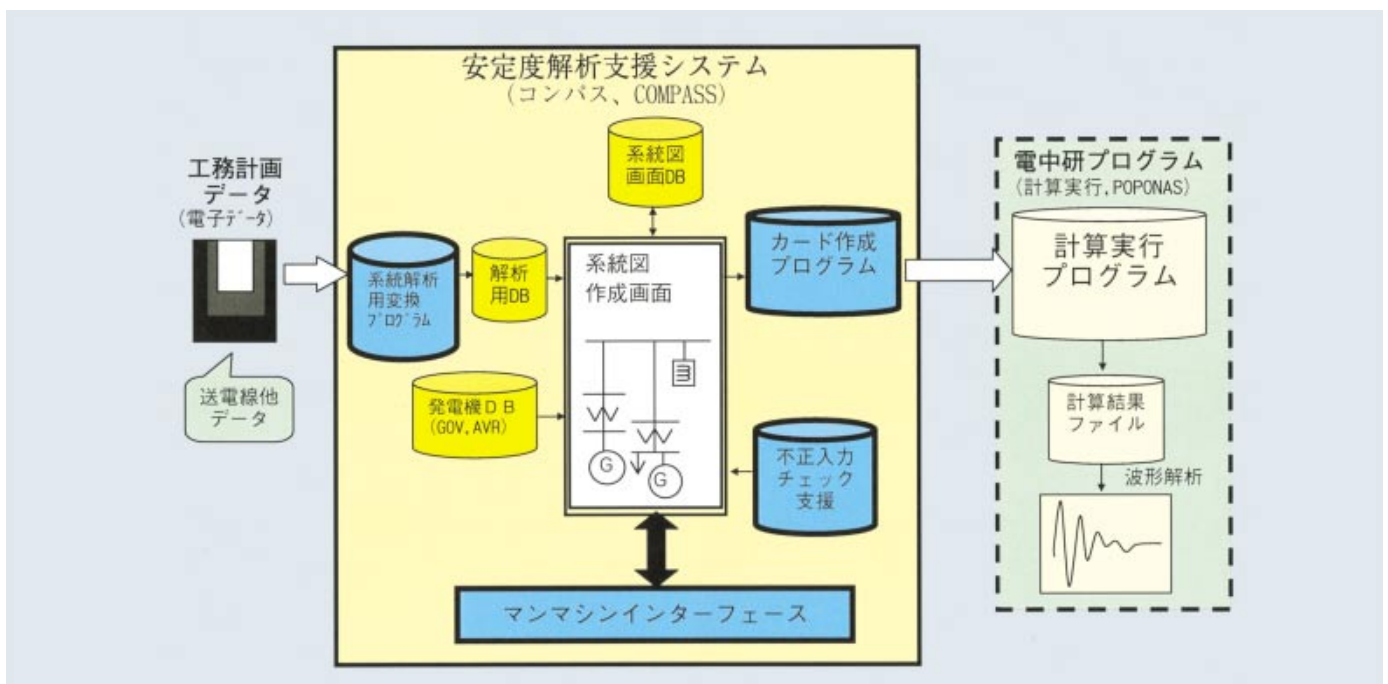 安定度解析支援システム
(コンパス、COMPASS)
工務計画
データ
(電子ﾃﾞｰﾀ)
送電線他
データ
系統解析
用変換
ﾌﾟﾛｸﾞﾗﾑ
解析
用DB
系統図
画面DB
発電機ＤＢ
(GOV,AVR)
系統図
作成画面
G
G
カード作成
プログラム
不正入力
チェック
支援
マンマシンインターフェース
電中研プログラム
(計算実行,POPONAS)
計算実行
プログラム
計算結果
ファイル
波形解析